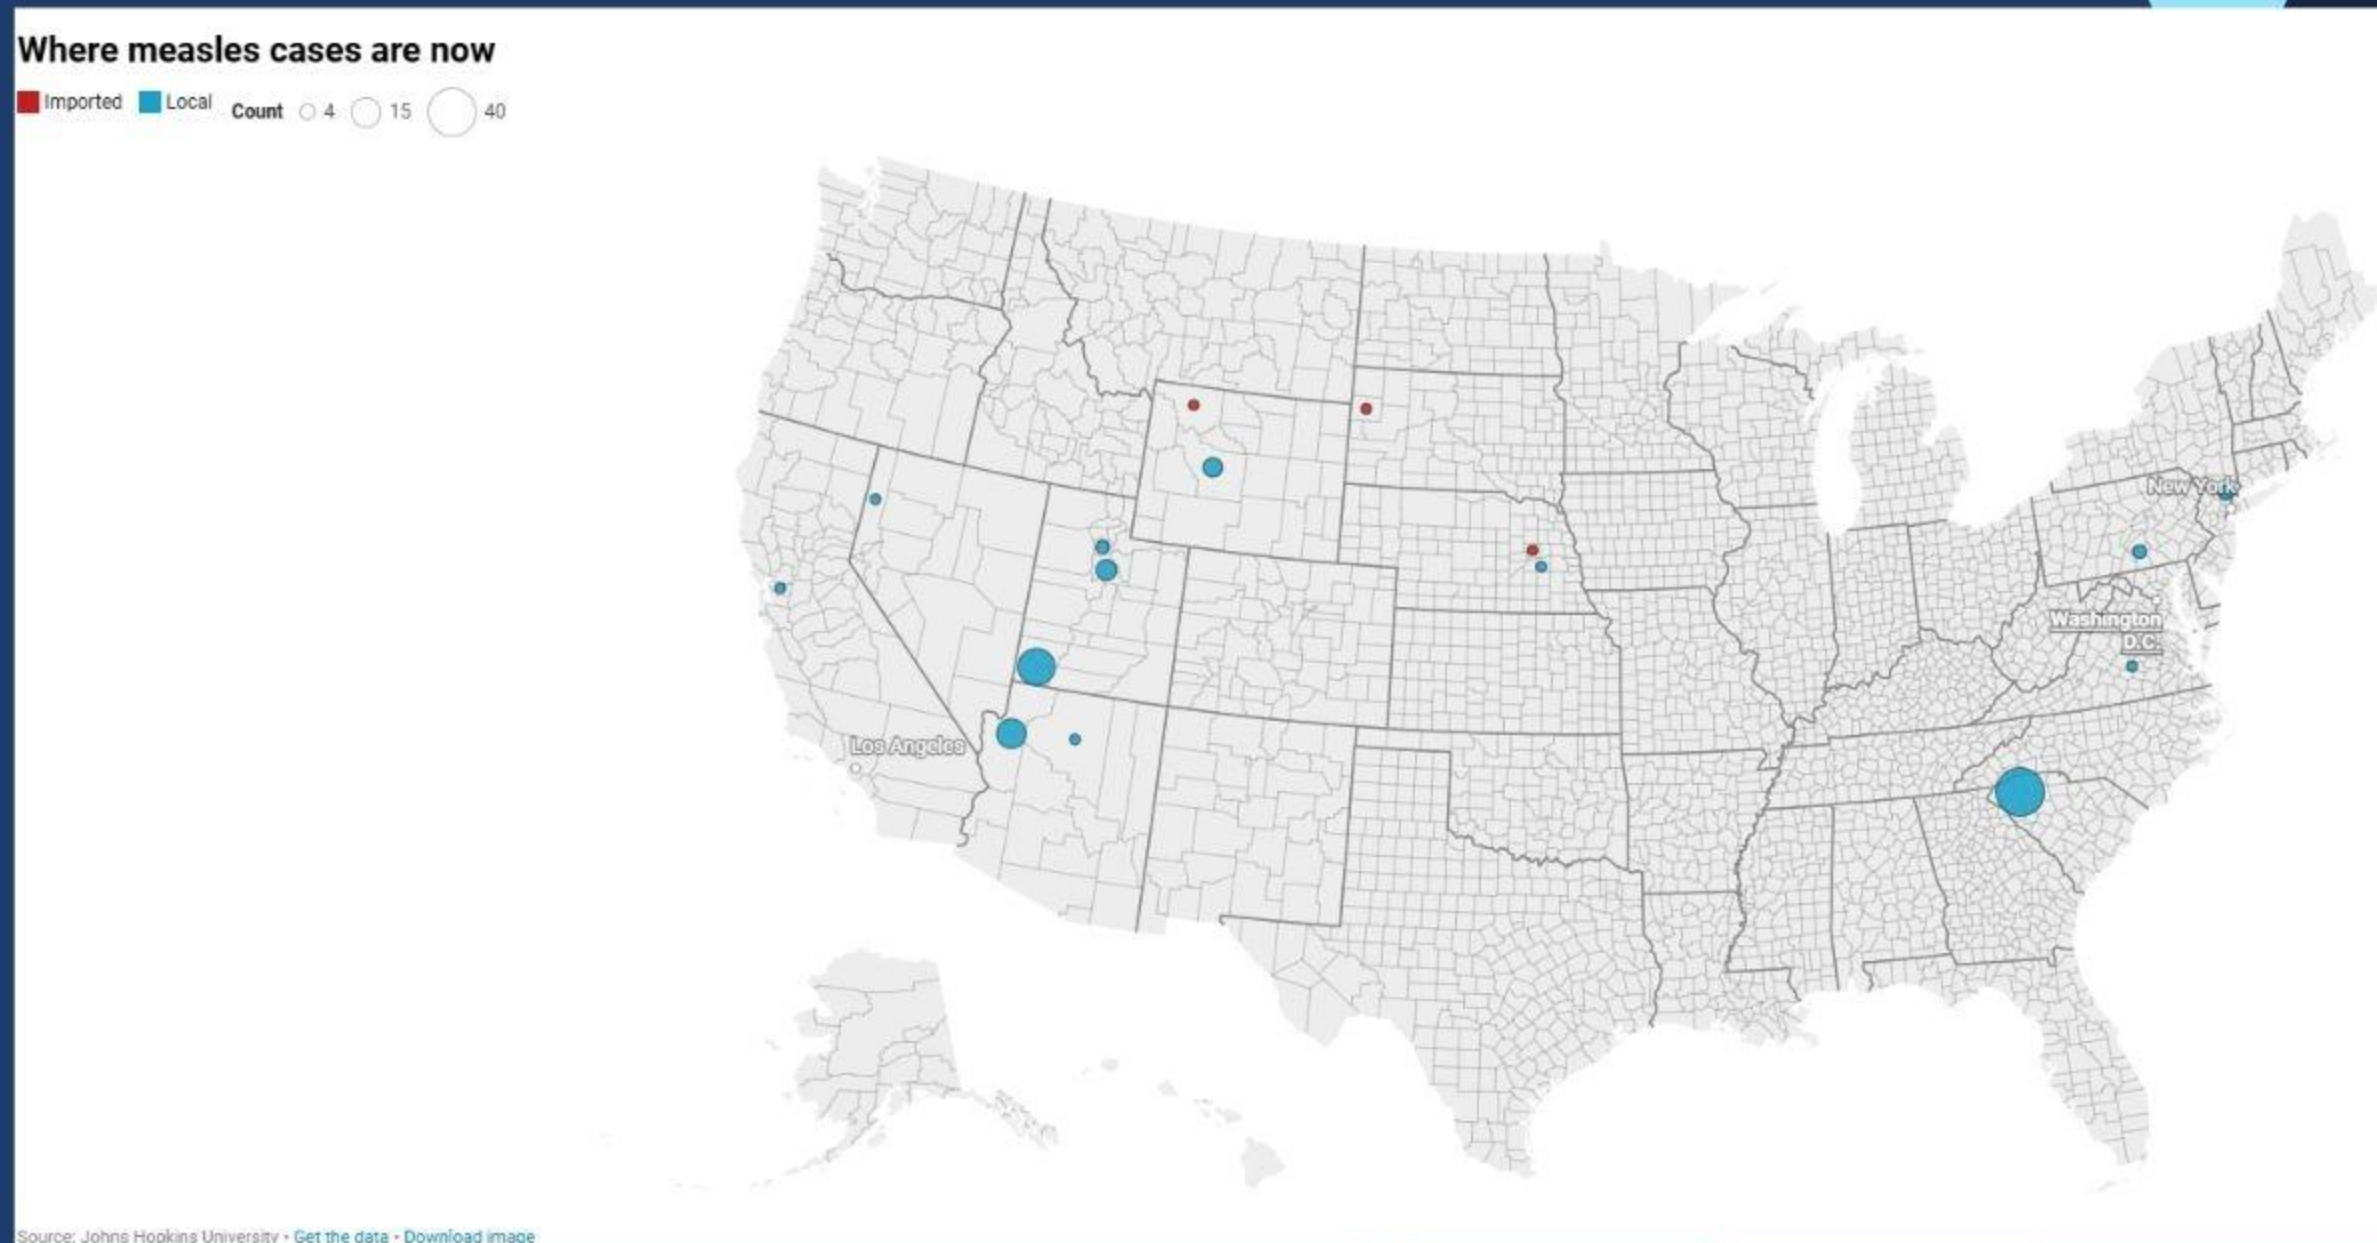 Where measles cases are now
Imported Local Count 4 15 40
New York
Washington
D.C.
Los Angeles
Source: Johns Hopkins University • Get the data • Download image